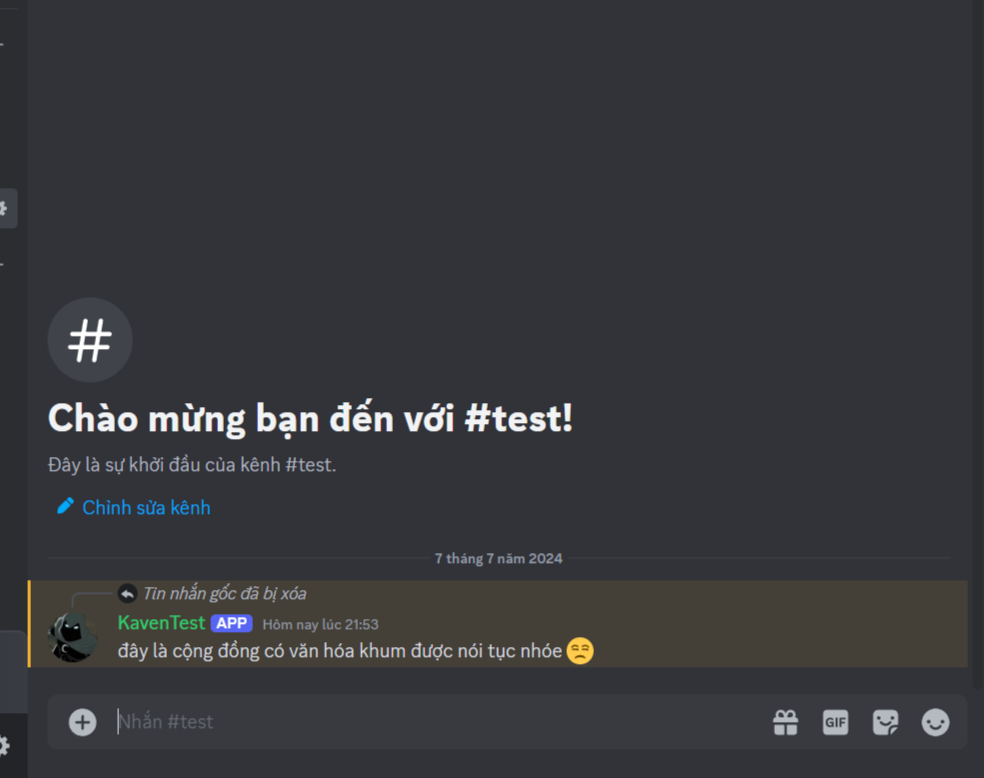 Chào mừng bạn đến với #test!
Đây là sự khởi đầu của kênh #test.
Chỉnh sửa kênh
7 tháng 7 năm 2024
Tin nhắn gốc đã bị xóa
KavenTest APP Hôm nay lúc 21:53
đây là cộng đồng có văn hóa khum được nói tục nhóe
Nhắn #test
GIF